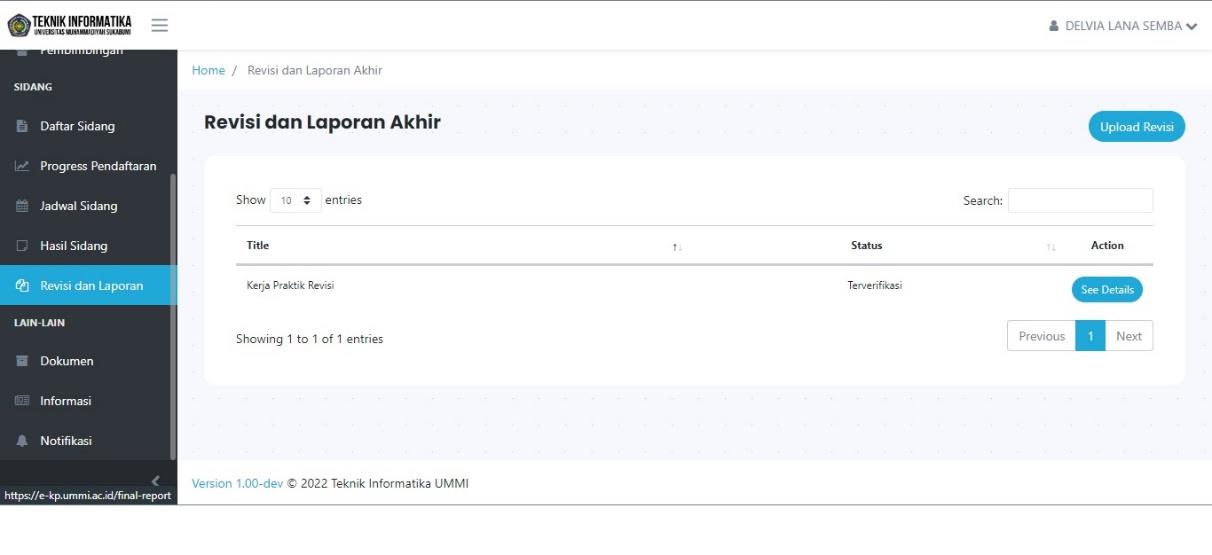 TEKNIK INFORMATIKA
UNIVERSITAS MUHAMMADIYAH SUKABUMI
DELVIA LANA SEMBA
Pembimbingan
Home / Revisi dan Laporan Akhir
SIDANG
Daftar Sidang
Progress Pendaftaran
Jadwal Sidang
Hasil Sidang
Revisi dan Laporan
LAIN-LAIN
Dokumen
Informasi
Notifikasi
https://e-kp.ummi.ac.id/final-report
Revisi dan Laporan Akhir
Upload Revisi
Show 10 entries
Search:
Title Status Action
Kerja Praktik Revisi Terverifikasi See Details
Showing 1 to 1 of 1 entries
Previous 1 Next
Version 1.00-dev © 2022 Teknik Informatika UMMI